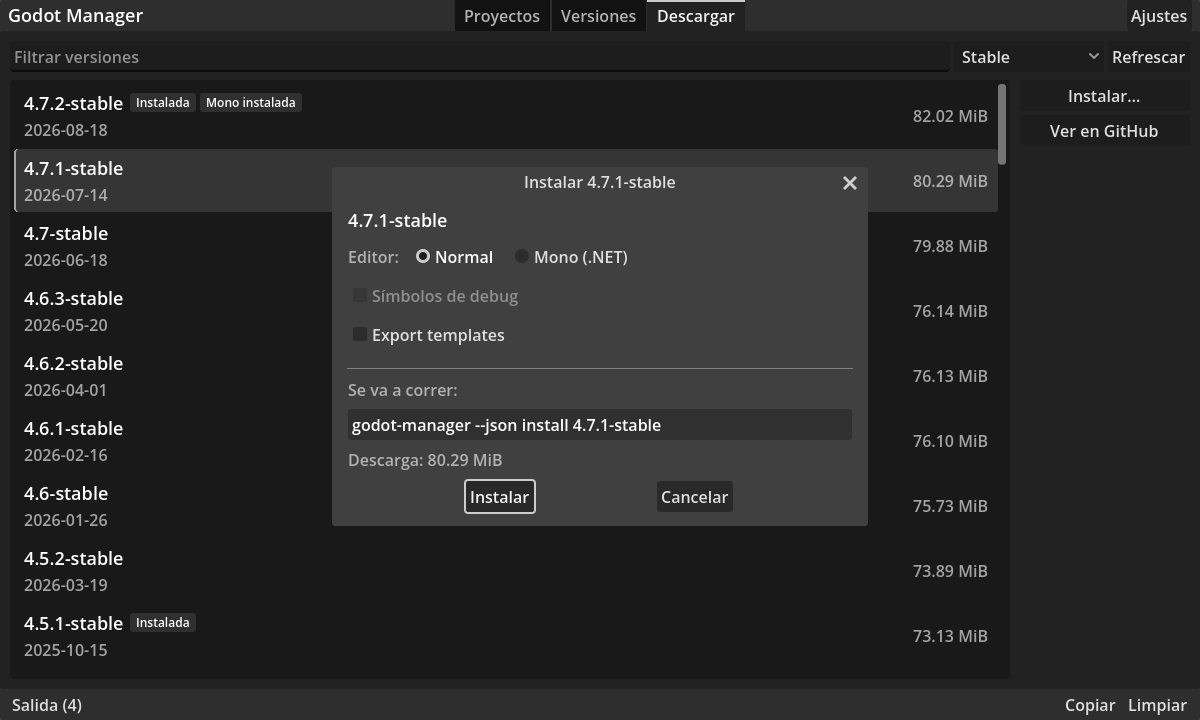 Godot Manager Proyectos Versiones Descargar Ajustes
Filtrar versiones Stable Refrescar
4.7.2-stable Instalada Mono instalada
2026-08-18
82.02 MiB
Instalar...
Ver en GitHub
4.7.1-stable
2026-07-14
80.29 MiB
4.7-stable
2026-06-18
79.88 MiB
4.6.3-stable
2026-05-20
76.14 MiB
4.6.2-stable
2026-04-01
76.13 MiB
4.6.1-stable
2026-02-16
76.10 MiB
4.6-stable
2026-01-26
75.73 MiB
4.5.2-stable
2026-03-19
73.89 MiB
4.5.1-stable Instalada
2025-10-15
73.13 MiB
Instalar 4.7.1-stable
4.7.1-stable
Editor: Normal Mono (.NET)
Símbolos de debug
Export templates
Se va a correr:
godot-manager --json install 4.7.1-stable
Descarga: 80.29 MiB
Instalar Cancelar
Salida (4) Copiar Limpiar